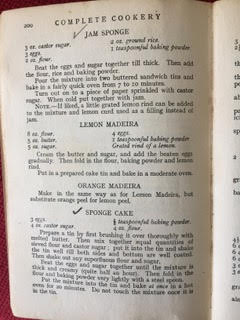 200 COMPLETE COOKERY
JAM SPONGE
3 oz. castor sugar. 2 oz. ground rice.
3 eggs. 1 teaspoonful baking powder.
2 oz. flour.
Beat the eggs and sugar together till thick. Then add
the flour, rice and baking powder.
Pour the mixture into two buttered sandwich tins and
bake in a fairly quick oven from 7 to 10 minutes.
Turn out on to a piece of paper sprinkled with castor
sugar. When cold put together with jam.
NOTE.—If liked, a little grated lemon rind can be added
to the mixture and lemon curd used as a filling instead of
jam.
LEMON MADEIRA
8 oz. flour. 4 eggs.
5 oz. butter. 1 teaspoonful baking powder.
5 oz. sugar. Grated rind of a lemon.
Cream the butter and sugar, and add the beaten eggs
gradually. Then fold in the flour, baking powder and lemon
rind.
Put in a prepared cake tin and bake in a moderate oven.
ORANGE MADEIRA
Make in the same way as for Lemon Madeira, but
substitute orange peel for lemon peel.
SPONGE CAKE
3 eggs. ½ teaspoonful baking powder.
4 oz. castor sugar. 4 oz. flour.
Prepare a tin by first brushing it over thoroughly with
melted butter. Then mix together equal quantities of
sieved flour and castor sugar; put it into the tin and shake
the tin well till both sides and bottom are well coated.
Then shake out any superfluous flour and sugar.
Beat the eggs and sugar together until the mixture is
thick and creamy (quite half an hour). Then fold in the
flour and baking powder very lightly with a steel spoon.
Put the mixture into the tin and bake at once in a hot
oven for 30 minutes. Do not touch the mixture once it is
in the tin.